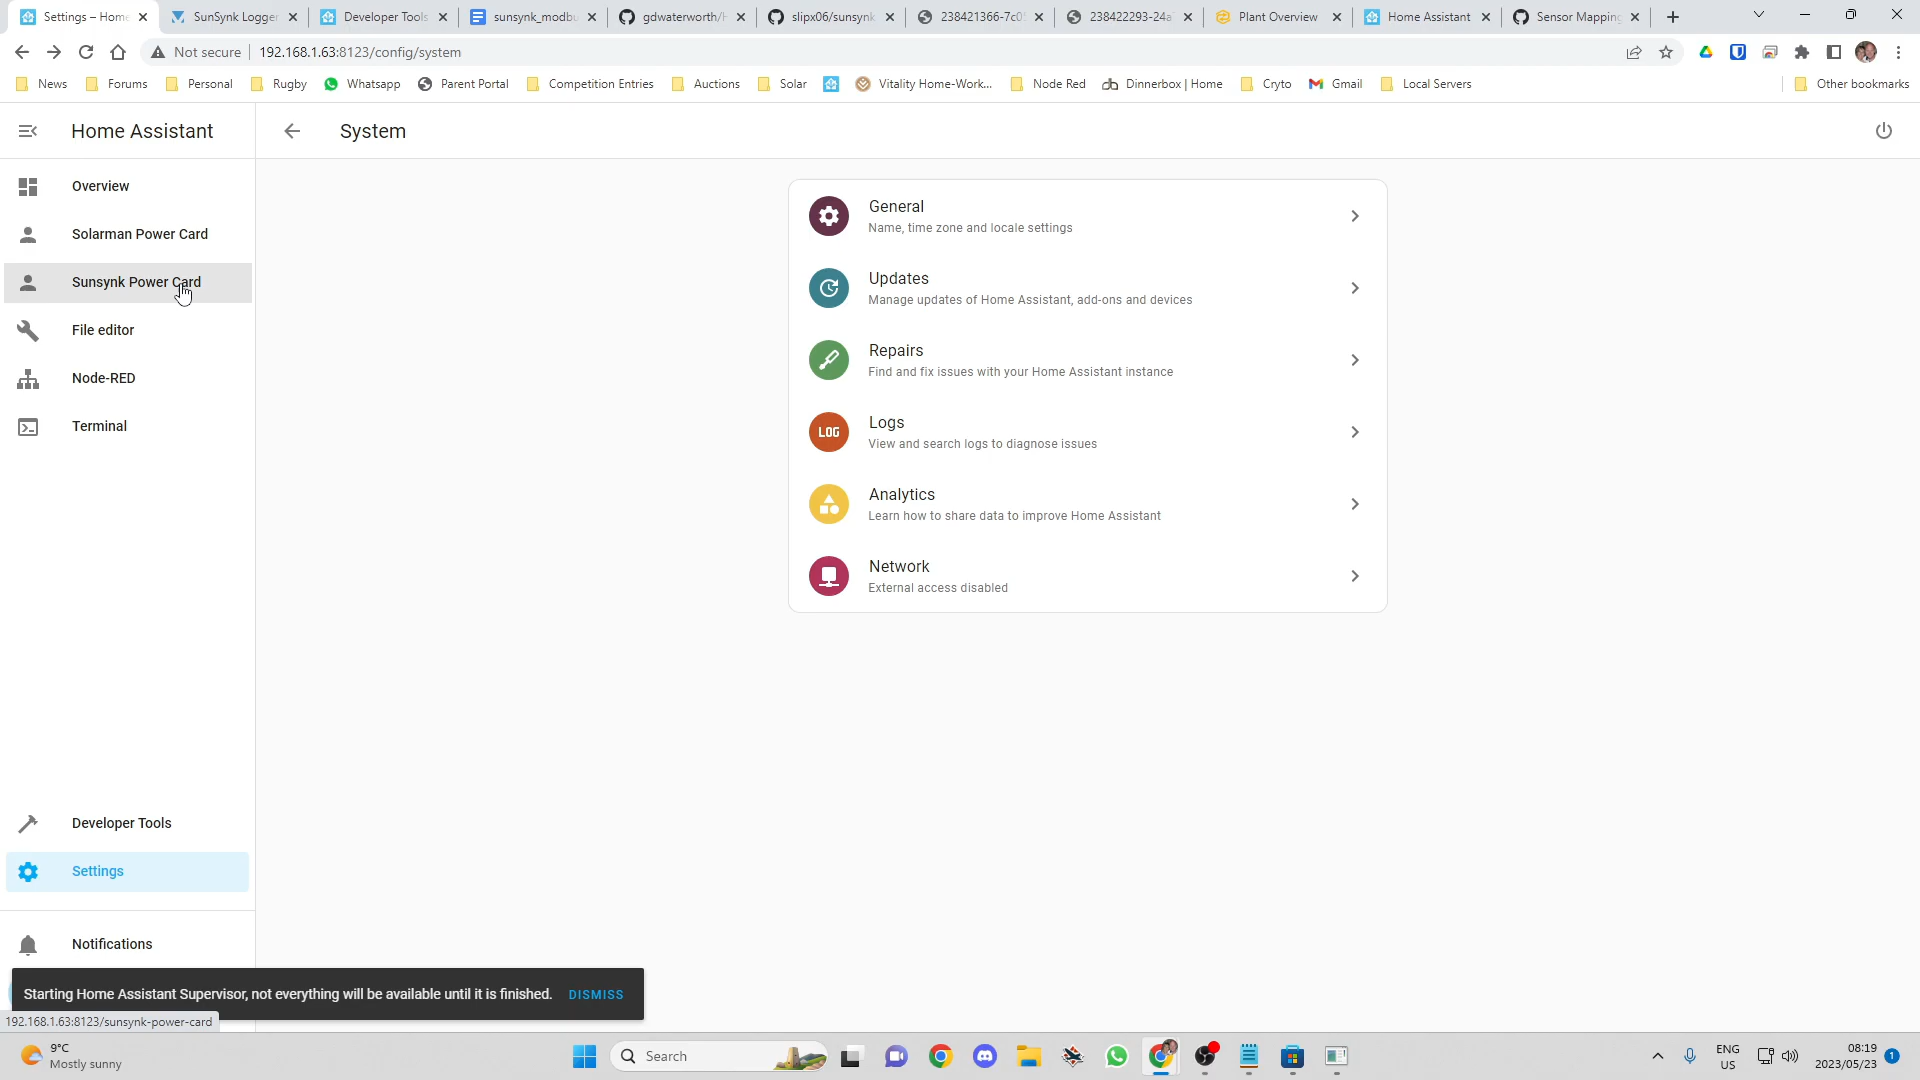 Settings – Home
SunSynk Logger
Developer Tools
sunsynk_modbu
gdwaterworth/H
slipx06/sunsynk
238421366-7c0
238422293-24a
Plant Overview
Home Assistant
Sensor Mapping
Not secure
192.168.1.63:8123/config/system
News
Forums
Personal
Rugby
Whatsapp
Parent Portal
Competition Entries
Auctions
Solar
Vitality Home-Work...
Node Red
Dinnerbox | Home
Cryto
Gmail
Local Servers
Other bookmarks
Home Assistant
System
Overview
Solarman Power Card
Sunsynk Power Card
File editor
Node-RED
Terminal
General
Name, time zone and locale settings
Updates
Manage updates of Home Assistant, add-ons and devices
Repairs
Find and fix issues with your Home Assistant instance
LOG
Logs
View and search logs to diagnose issues
Analytics
Learn how to share data to improve Home Assistant
Network
External access disabled
Developer Tools
Settings
Notifications
Starting Home Assistant Supervisor, not everything will be available until it is finished. DISMISS
192.168.1.63:8123/sunsynk-power-card
9°C
Mostly sunny
Search
ENG
US
08:19
2023/05/23
1